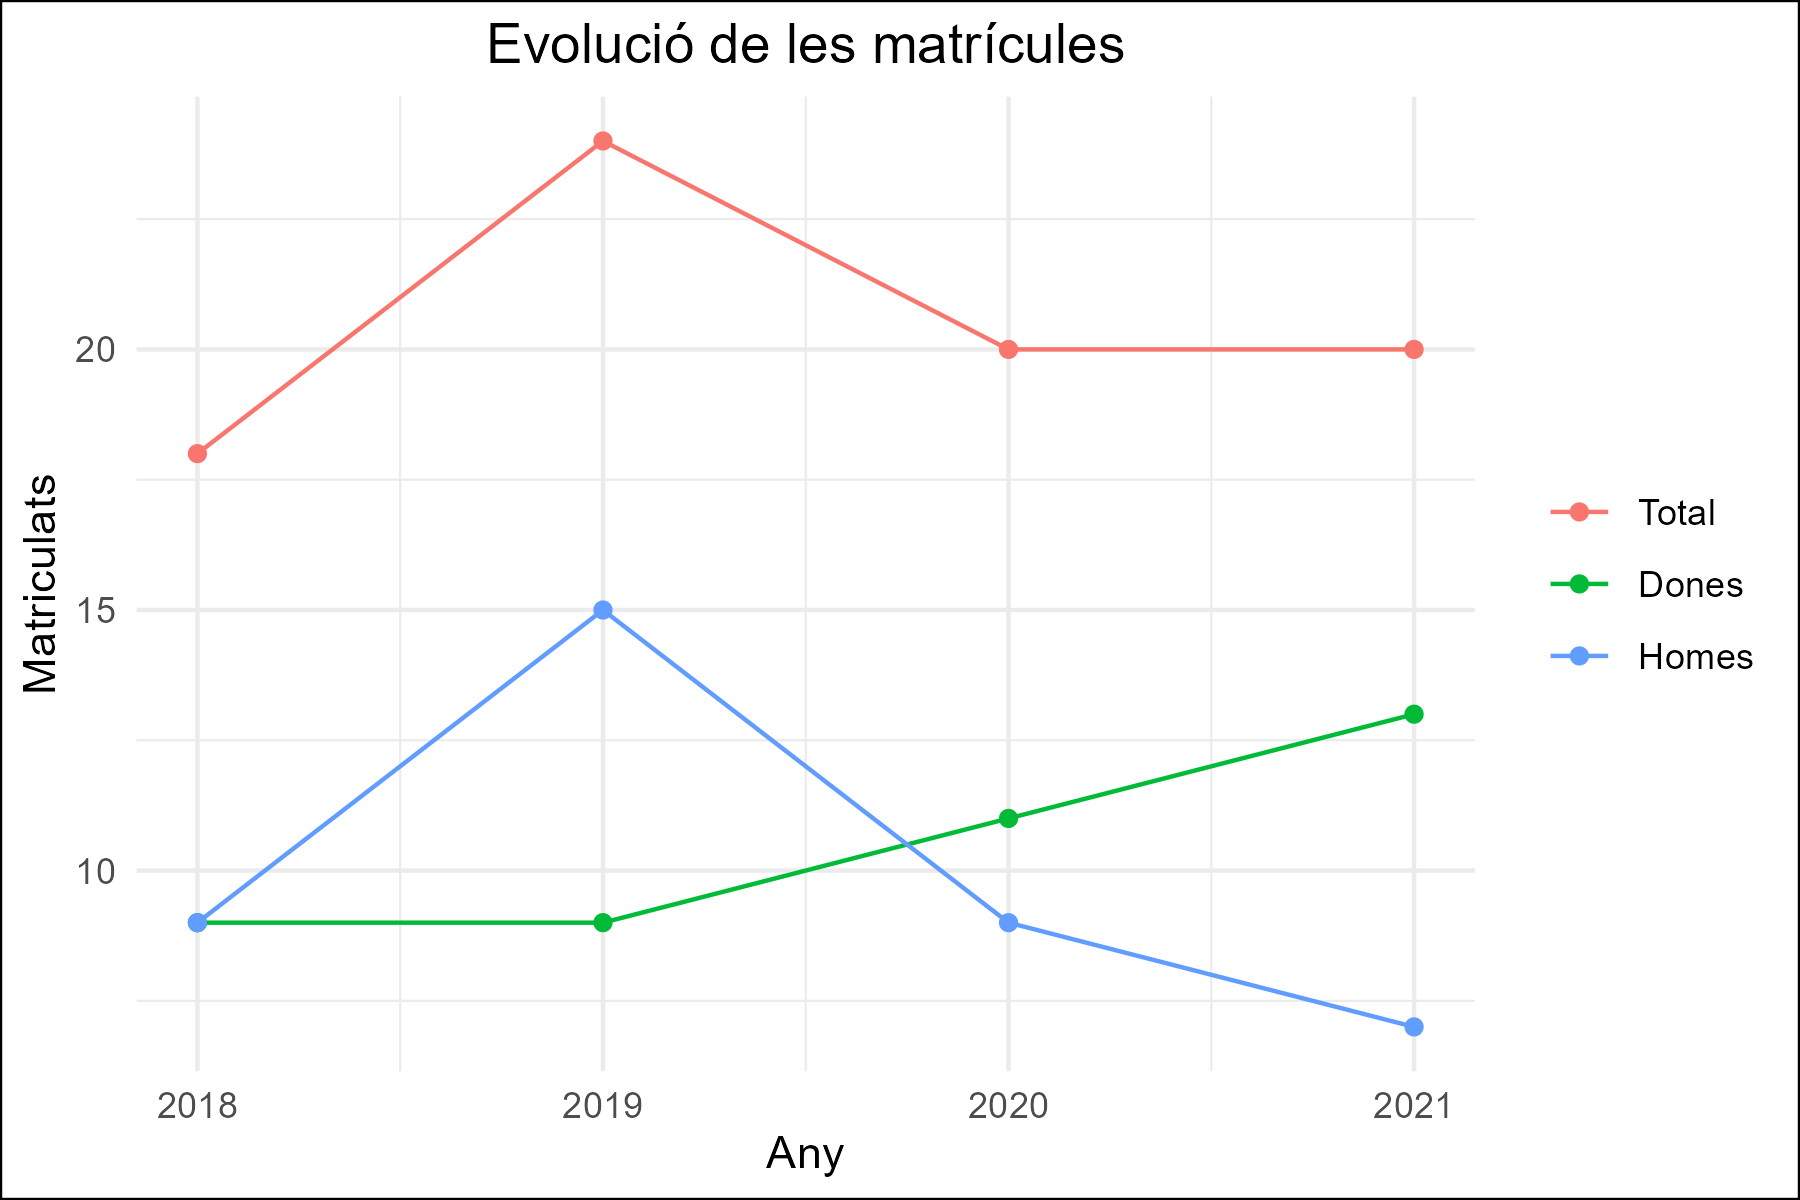 Evolució de les matrícules
Matriculats
20
15
10
2018
2019
2020
2021
Any
Total
Dones
Homes